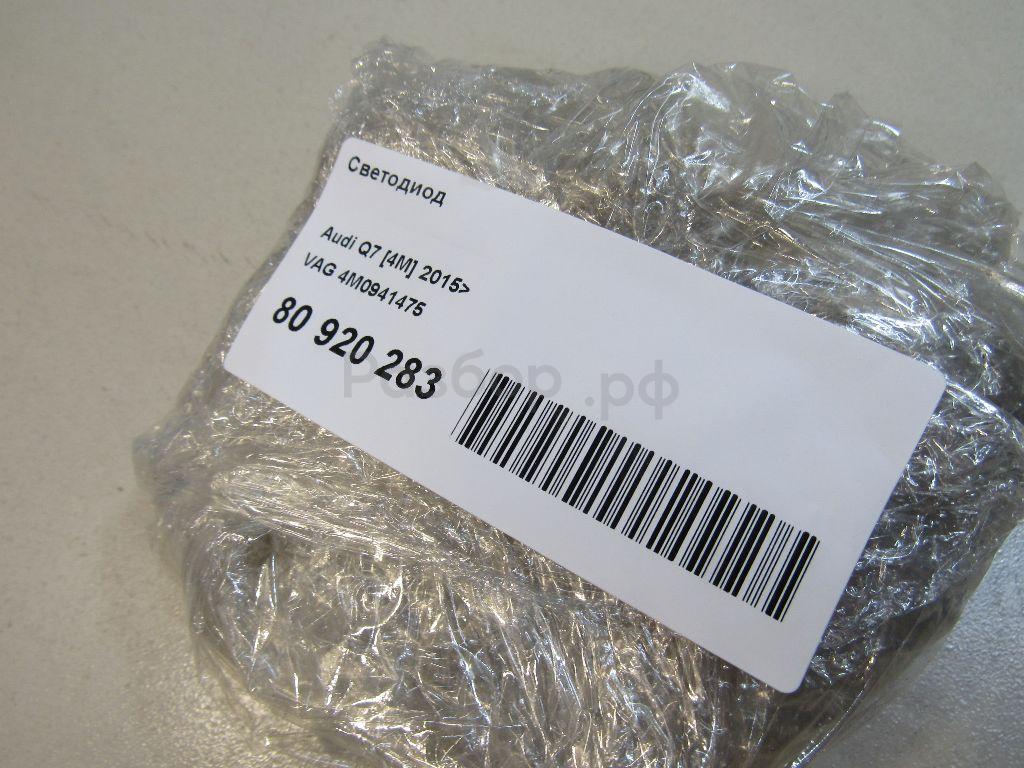 Светодиод
Audi Q7 [4M] 2015>
VAG 4M0941475
80 920 283
Разбор.рф